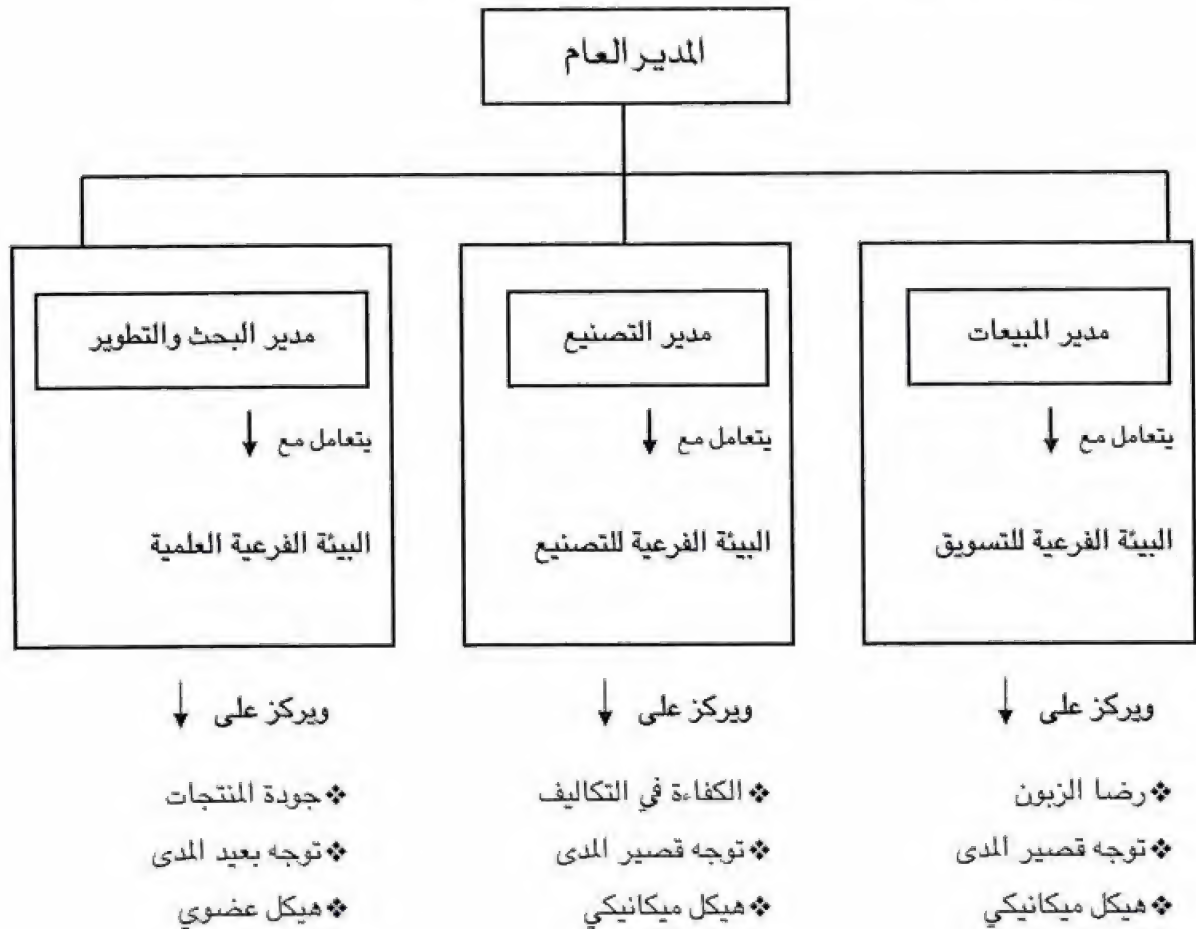 المدير العام
مدير المبيعات
يتعامل مع
البيئة الفرعية للتسويق
ويركز على
❖ رضا الزبون
❖ توجه قصير المدى
❖ هيكل ميكانيكي
مدير التصنيع
يتعامل مع
البيئة الفرعية للتصنيع
ويركز على
❖ الكفاءة في التكاليف
❖ توجه قصير المدى
❖ هيكل ميكانيكي
مدير البحث والتطوير
يتعامل مع
البيئة الفرعية العلمية
ويركز على
❖ جودة المنتجات
❖ توجه بعيد المدى
❖ هيكل عضوي